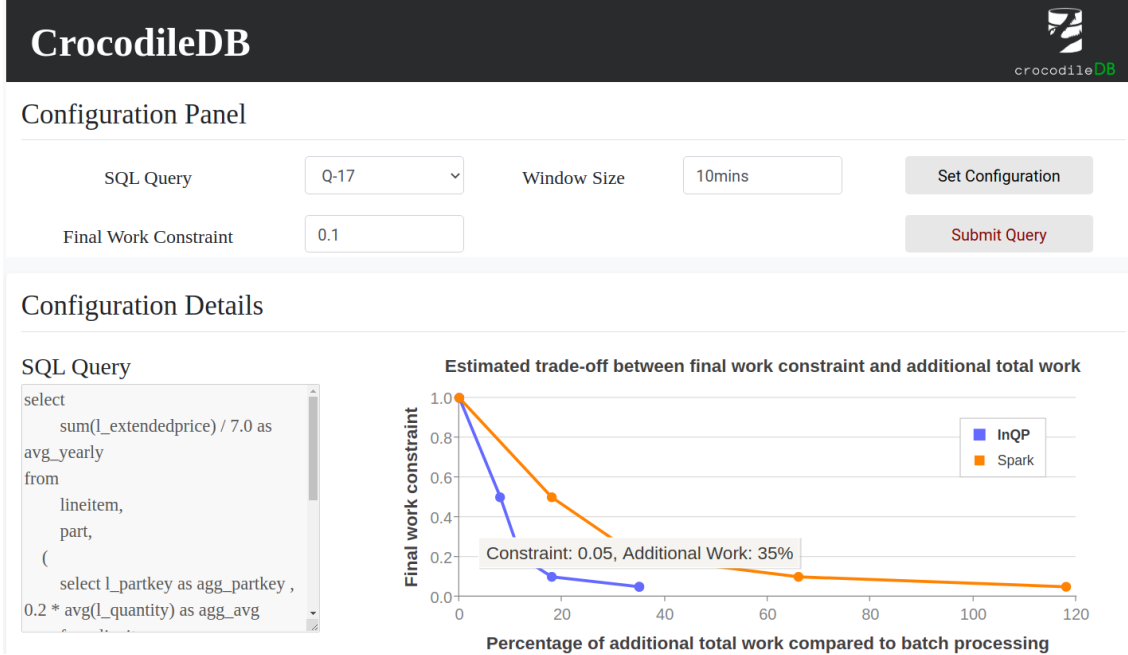 CrocodileDB
crocodileDB
Configuration Panel
SQL Query
Q-17
Window Size
10mins
Set Configuration
Final Work Constraint
0.1
Submit Query
Configuration Details
SQL Query
select
sum(l_extendedprice) / 7.0 as
avg_yearly
from
lineitem,
part,
(
select l_partkey as agg_partkey ,
0.2 * avg(l_quantity) as agg_avg
Estimated trade-off between final work constraint and additional total work
Final work constraint
1.0
0.8
0.6
0.4
0.2
0.0
InQP
Spark
Constraint: 0.05, Additional Work: 35%
0 20 40 60 80 100 120
Percentage of additional total work compared to batch processing